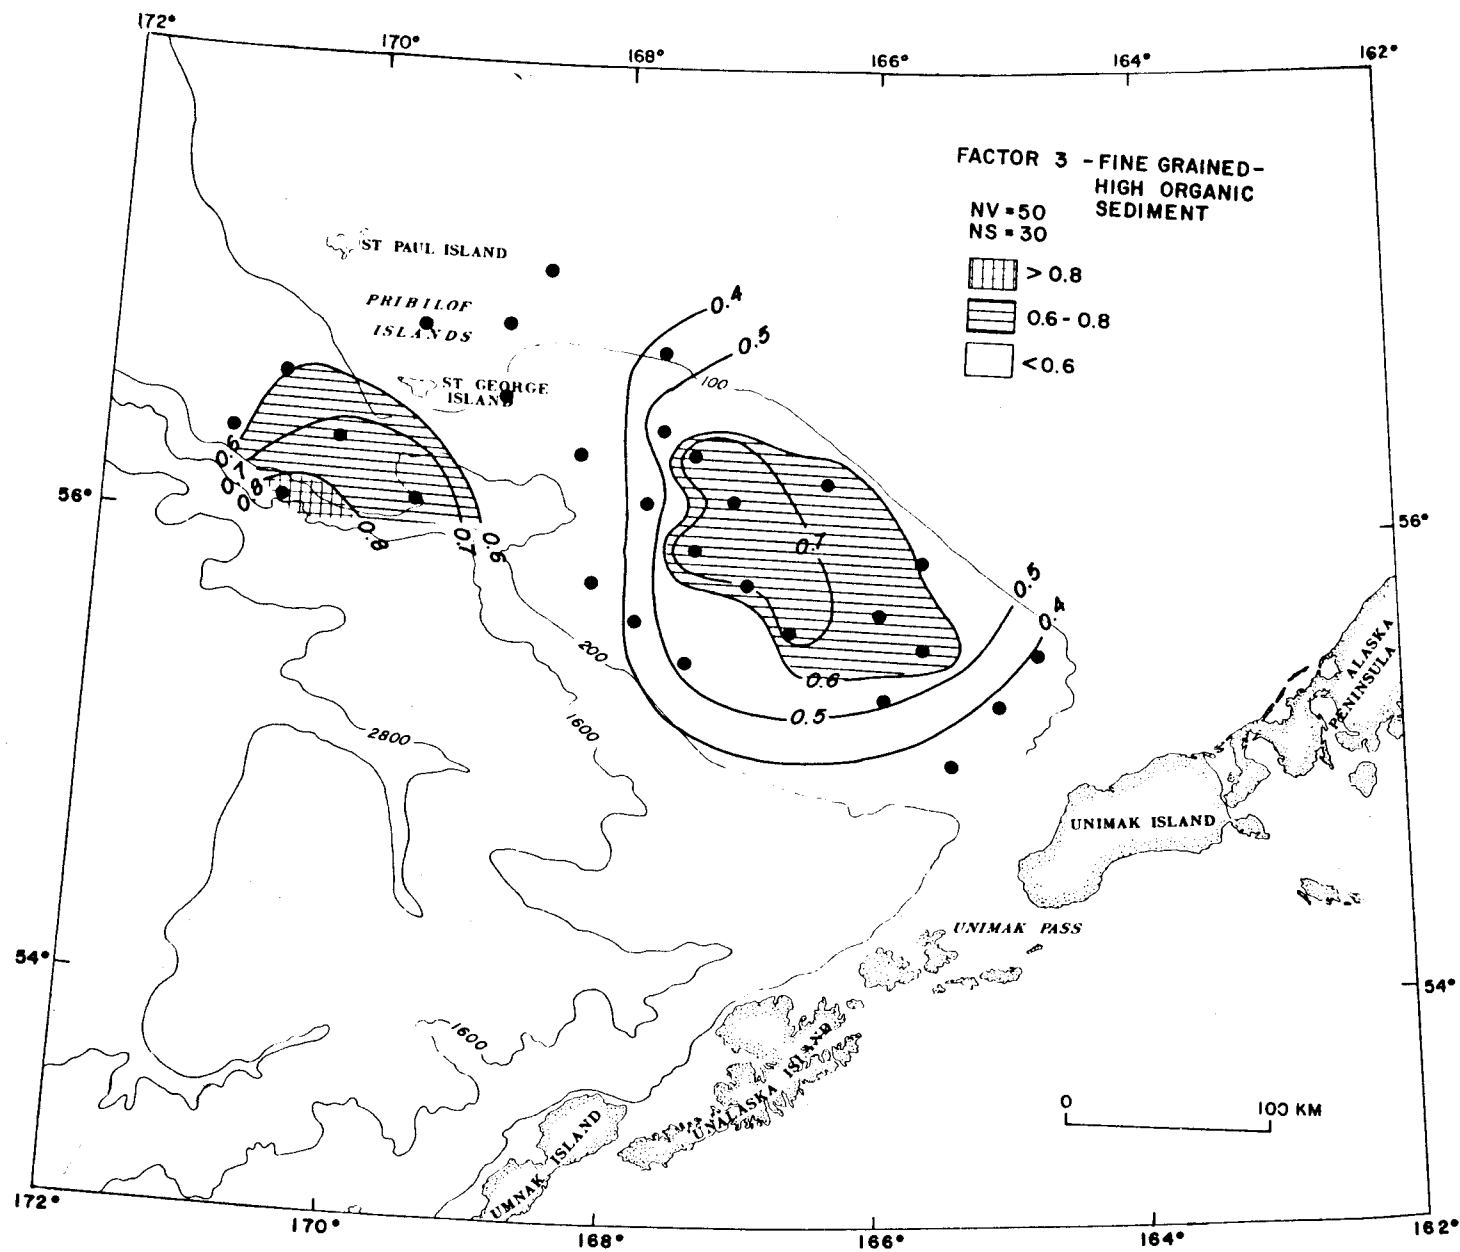 172°
170°
168°
166°
164°
162°
FACTOR 3 - FINE GRAINED-
HIGH ORGANIC
SEDIMENT
NV = 50
NS = 30
> 0.8
0.6 - 0.8
< 0.6
ST PAUL ISLAND
PRIBILOF
ISLANDS
ST GEORGE
ISLAND
0.4
0.5
100
6
0.7
0.8
0.8
0.7
0.6
56°
56°
0.7
0.5
0.4
0.6
0.5
200
1600
2800
ALASKA
PENINSULA
UNIMAK ISLAND
UNIMAK PASS
54°
54°
1600
UNALASKA ISLAND
UMNAK ISLAND
0
100 KM
172°
170°
168°
166°
164°
162°